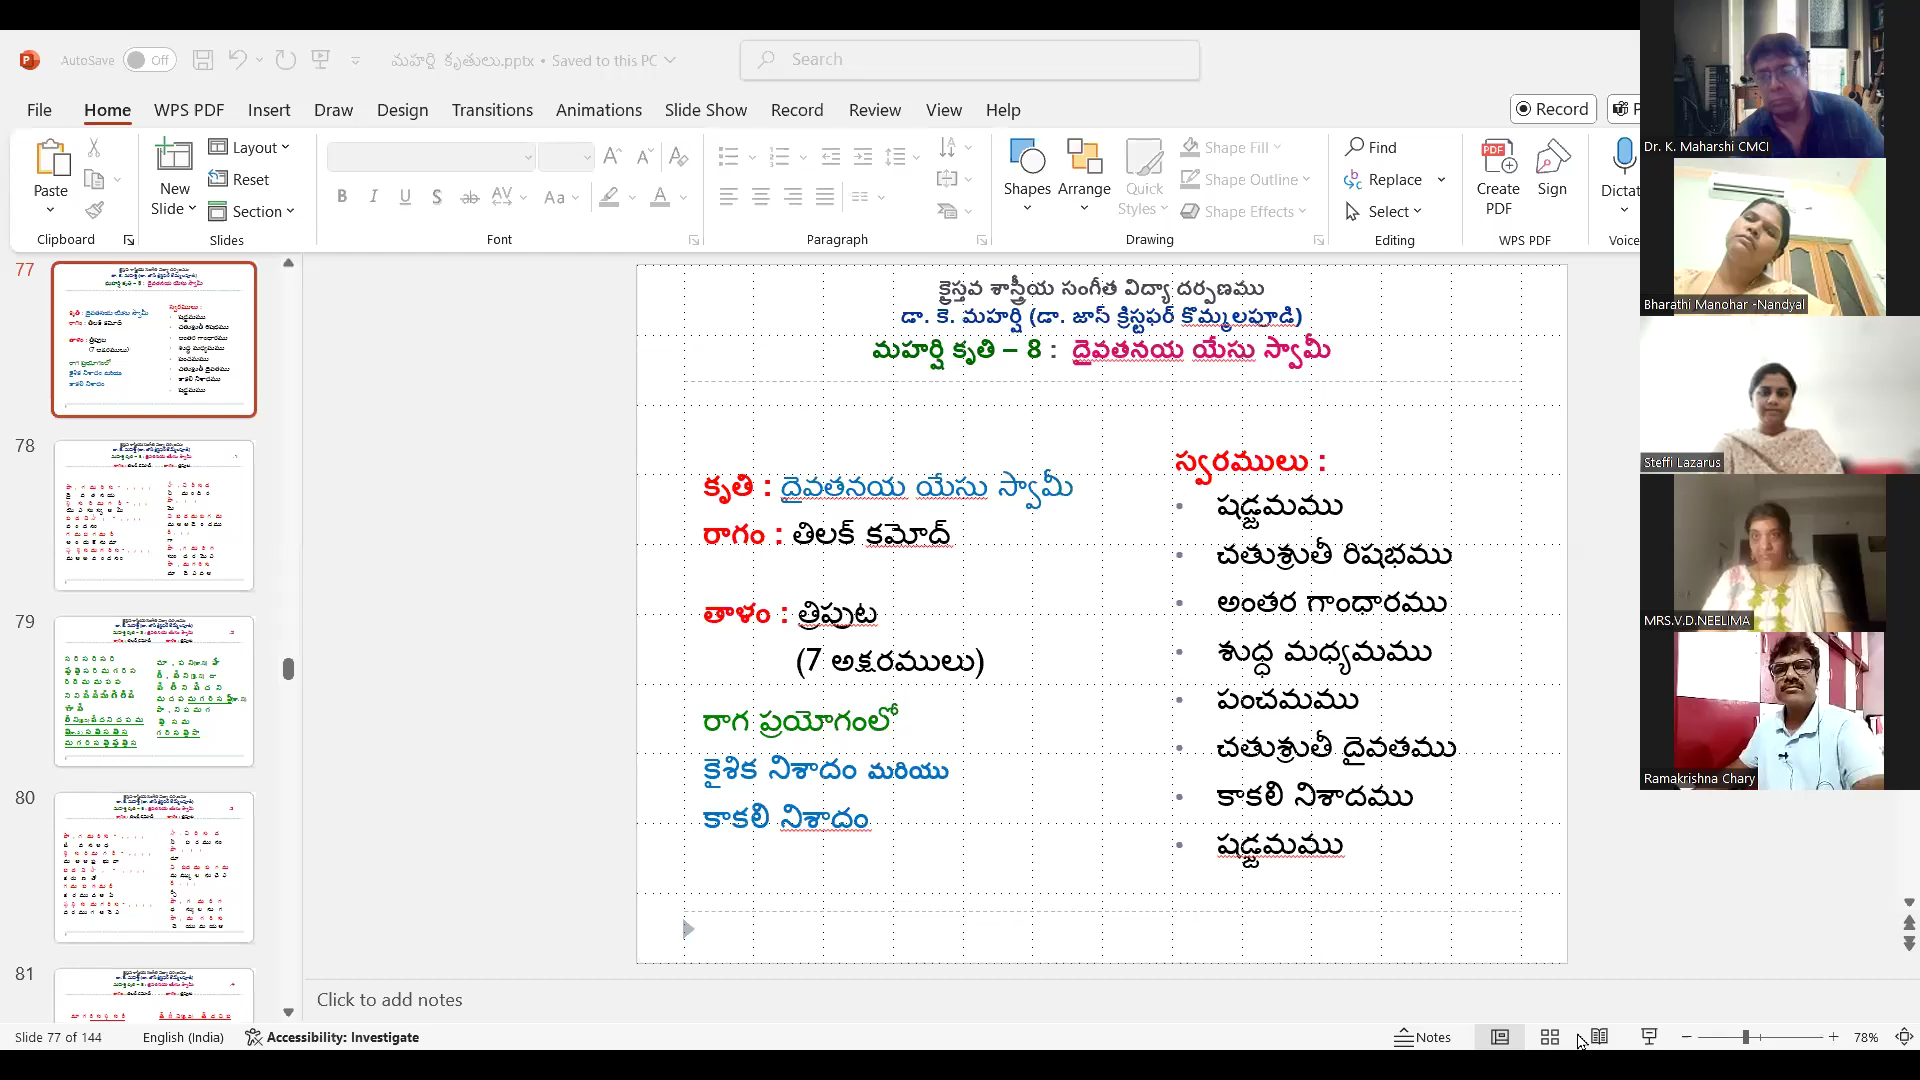 AutoSave Off మహర్షి కృతులు.pptx • Saved to this PC Search
File Home WPS PDF Insert Draw Design Transitions Animations Slide Show Record Review View Help Record
Paste New Slide Layout Reset Section Shapes Arrange Quick Styles Shape Fill Shape Outline Shape Effects Find Replace Select Create PDF Sign Dictat
Clipboard Slides Font Paragraph Drawing Editing WPS PDF Voice
77
78
79
80
81
కైస్తవ శాస్త్రీయ సంగీత విద్యా దర్పణము
డా. కె. మహర్షి (డా. జాస్ క్రిస్టఫర్ కొమ్మలపూడి)
మహర్షి కృతి – 8 : దైవతనయ యేసు స్వామీ
కృతి : దైవతనయ యేసు స్వామీ
రాగం : తిలక్ కమోద్
తాళం : త్రిపుట
(7 అక్షరములు)
రాగ ప్రయోగంలో
కైశిక నిశాదం మరియు
కాకలి నిశాదం
స్వరములు :
• షడ్జమము
• చతుశ్రుతీ రిషభము
• అంతర గాంధారము
• శుద్ధ మధ్యమము
• పంచమము
• చతుశ్రుతీ దైవతము
• కాకలి నిశాదము
• షడ్జమము
Click to add notes
Slide 77 of 144 English (India) Accessibility: Investigate Notes 78%
Dr. K. Maharshi CMCI
Bharathi Manohar -Nandyal
Steffi Lazarus
MRS.V.D.NEELIMA
Ramakrishna Chary